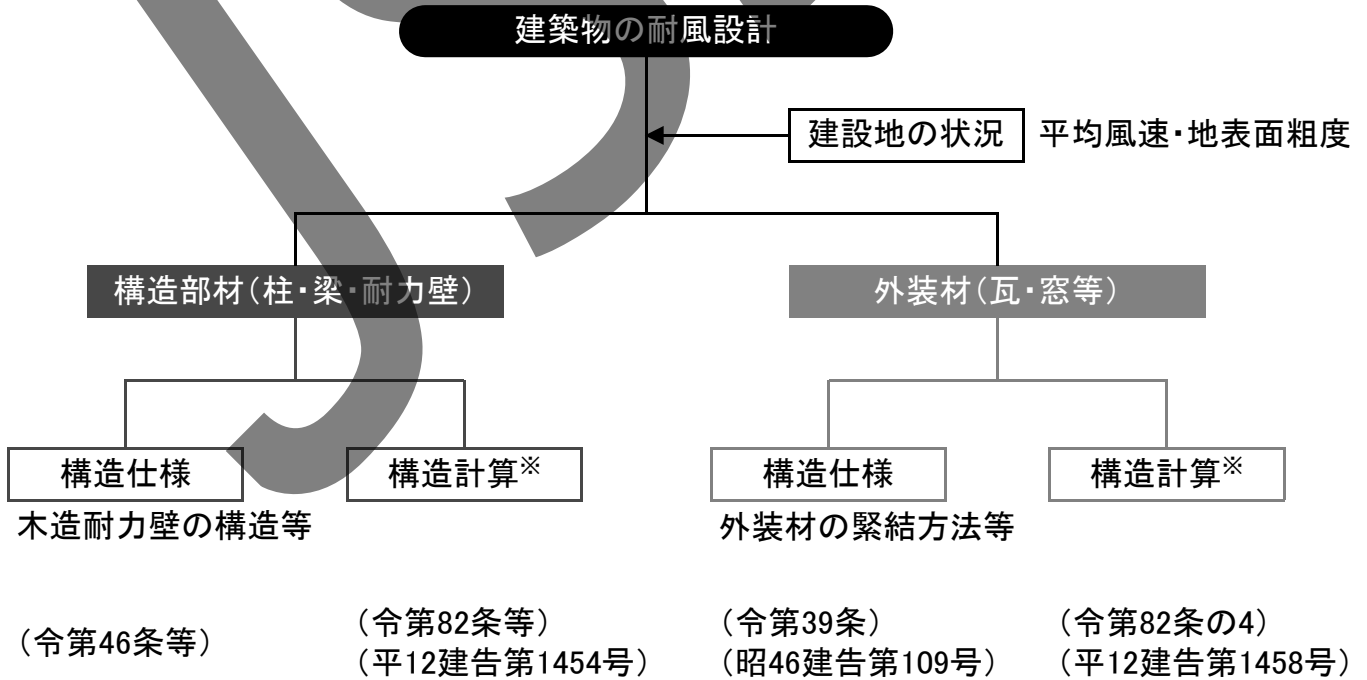 建築物の耐風設計
建設地の状況 平均風速・地表面粗度
構造部材(柱・梁・耐力壁) 外装材(瓦・窓等)
構造仕様 構造計算※ 構造仕様 構造計算※
木造耐力壁の構造等 外装材の緊結方法等
(令第46条等)
(令第82条等)
(平12建告第1454号)
(令第39条)
(昭46建告第109号)
(令第82条の4)
(平12建告第1458号)